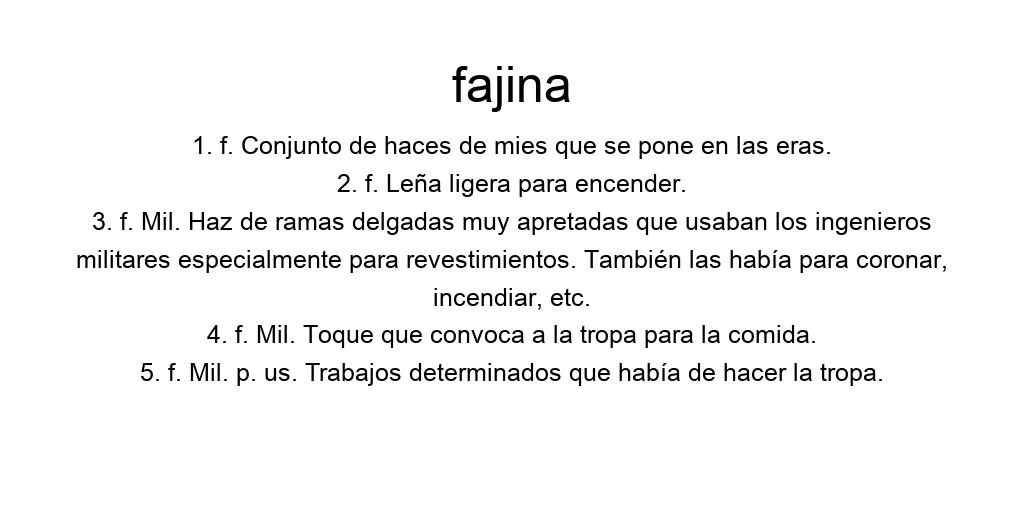 fajina
1. f. Conjunto de haces de mies que se pone en las eras.
2. f. Leña ligera para encender.
3. f. Mil. Haz de ramas delgadas muy apretadas que usaban los ingenieros
militares especialmente para revestimientos. También las había para coronar,
incendiar, etc.
4. f. Mil. Toque que convoca a la tropa para la comida.
5. f. Mil. p. us. Trabajos determinados que había de hacer la tropa.